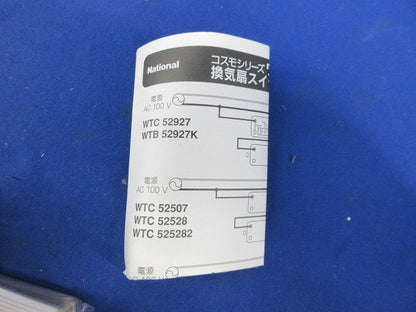 National
コスモシリーズ
換気扇スイ
電源
AC 100 V
WTC 52927
WTB 52927K
電源
AC 100 V
WTC 52507
WTC 52528
WTC 525282
電源